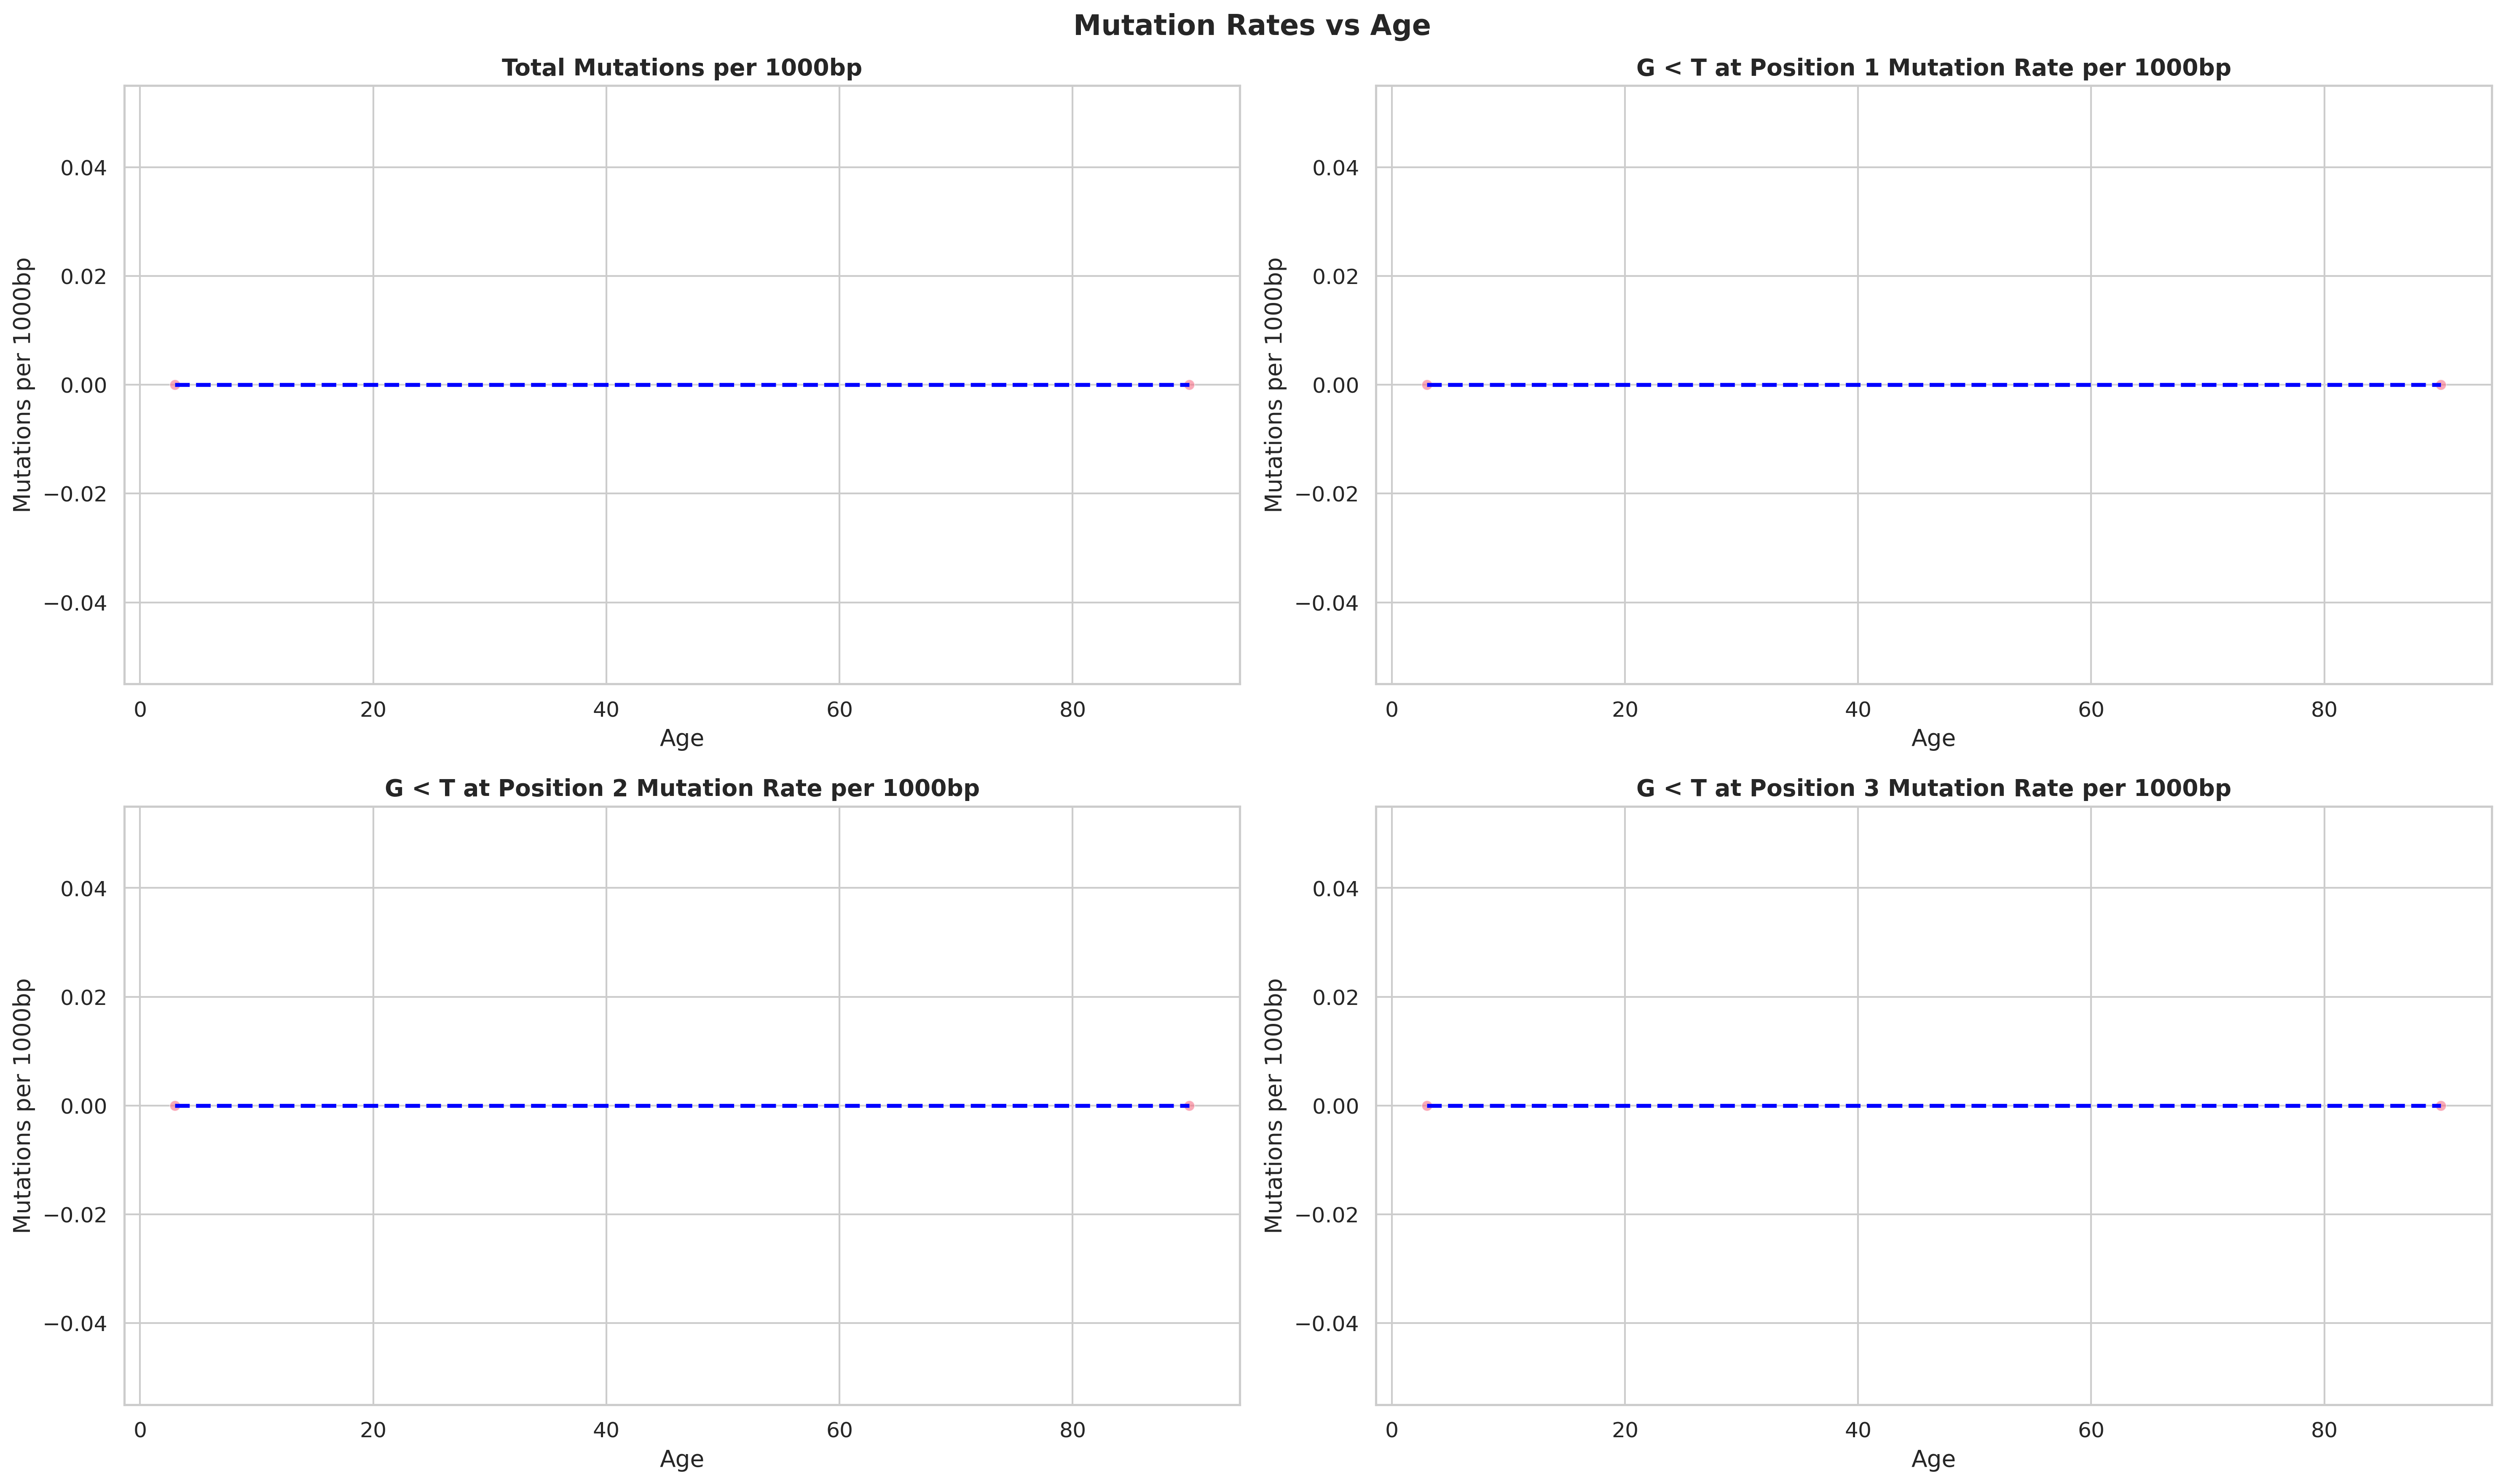 Mutation Rates vs Age
Total Mutations per 1000bp
Mutations per 1000bp
0.04
0.02
0.00
−0.02
−0.04
0 20 40 60 80
Age
G < T at Position 1 Mutation Rate per 1000bp
Mutations per 1000bp
0.04
0.02
0.00
−0.02
−0.04
0 20 40 60 80
Age
G < T at Position 2 Mutation Rate per 1000bp
Mutations per 1000bp
0.04
0.02
0.00
−0.02
−0.04
0 20 40 60 80
Age
G < T at Position 3 Mutation Rate per 1000bp
Mutations per 1000bp
0.04
0.02
0.00
−0.02
−0.04
0 20 40 60 80
Age